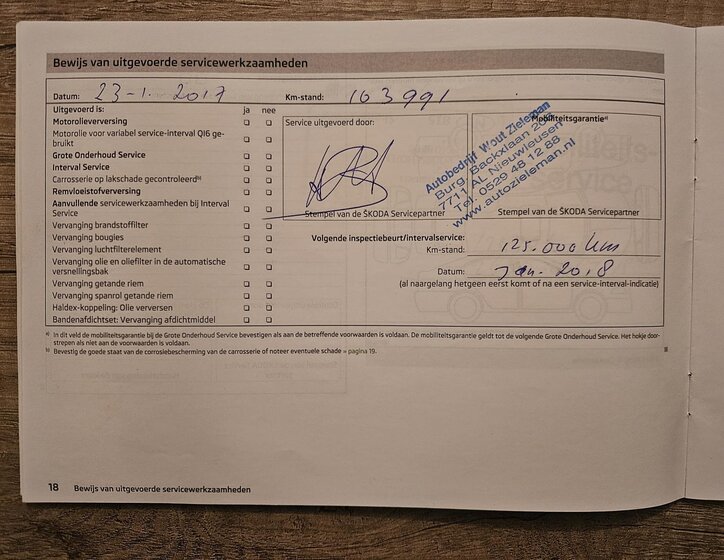 Bewijs van uitgevoerde servicewerkzaamheden
Datum: 23-1-2017 Km-stand: 103991
Uitgevoerd is: ja nee
Motorolieverversing
Motorolie voor variabel service-interval QI6 ge-
bruikt
Grote Onderhoud Service
Interval Service
Carrosserie op lakschade gecontroleerd b)
Remvloeistofverversing
Aanvullende servicewerkzaamheden bij Interval
Service
Vervanging brandstoffilter
Vervanging bougies
Vervanging luchtfilterelement
Vervanging olie en oliefilter in de automatische
versnellingsbak
Vervanging getande riem
Vervanging spanrol getande riem
Haldex-koppeling: Olie verversen
Bandenafdichtset: Vervanging afdichtmiddel
Service uitgevoerd door:
Stempel van de ŠKODA Servicepartner
Autobedrijf Wout Zieleman
Burg. Backxlaan
7711 AL Nieuwleusen
Tel. 0529 48 12 88
www.autozieleman.nl
Mobiliteitsgarantie a)
Stempel van de ŠKODA Servicepartner
Volgende inspectiebeurt/intervalservice:
Km-stand: 125.000 km
Datum: Jan. 2018
(al naargelang hetgeen eerst komt of na een service-interval-indicatie)
a) In dit veld de mobiliteitsgarantie bij de Grote Onderhoud Service bevestigen als aan de betreffende voorwaarden is voldaan. De mobiliteitsgarantie geldt tot de volgende Grote Onderhoud Service. Het hokje door-
strepen als niet aan de voorwaarden is voldaan.
b) Bevestig de goede staat van de corrosiebescherming van de carrosserie of noteer eventuele schade » pagina 19.
18 Bewijs van uitgevoerde servicewerkzaamheden